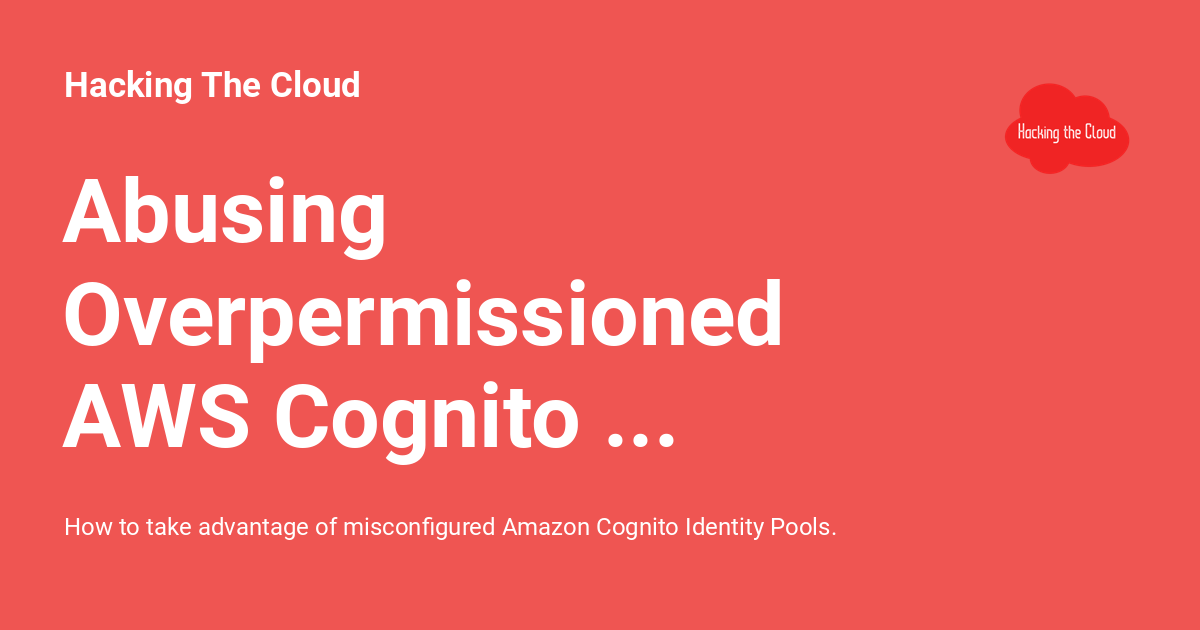 Hacking The Cloud
Hacking the Cloud
Abusing
Overpermissioned
AWS Cognito ...
How to take advantage of misconfigured Amazon Cognito Identity Pools.